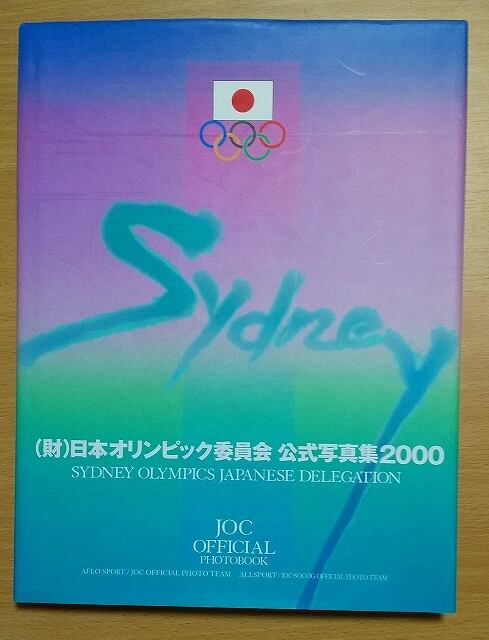 Sydney
(財)日本オリンピック委員会 公式写真集2000
SYDNEY OLYMPICS JAPANESE DELEGATION
JOC
OFFICIAL
PHOTOBOOK
AFLO SPORT / JOC OFFICIAL PHOTO TEAM ALLSPORT / JOC-SOCOG OFFICIAL PHOTO TEAM